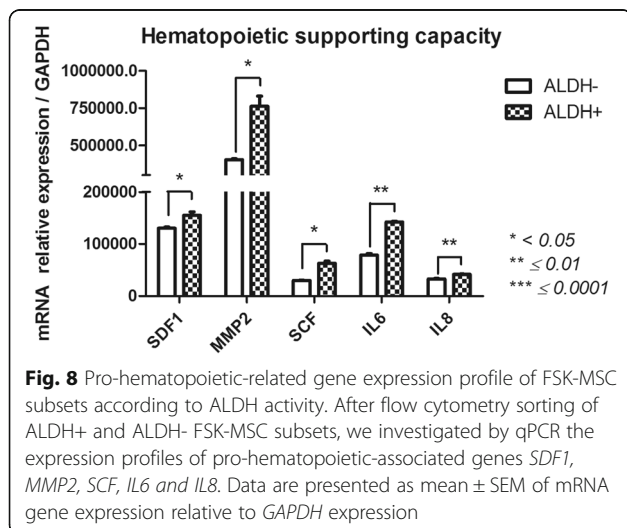 Hematopoietic supporting capacity
mRNA relative expression / GAPDH
1000000.0
750000.0
500000.0
200000
100000
0
* * * ** **
SDF1 MMP2 SCF IL6 IL8
ALDH-
ALDH+
* < 0.05
** ≤ 0.01
*** ≤ 0.0001
Fig. 8 Pro-hematopoietic-related gene expression profile of FSK-MSC
subsets according to ALDH activity. After flow cytometry sorting of
ALDH+ and ALDH- FSK-MSC subsets, we investigated by qPCR the
expression profiles of pro-hematopoietic-associated genes SDF1,
MMP2, SCF, IL6 and IL8. Data are presented as mean ± SEM of mRNA
gene expression relative to GAPDH expression